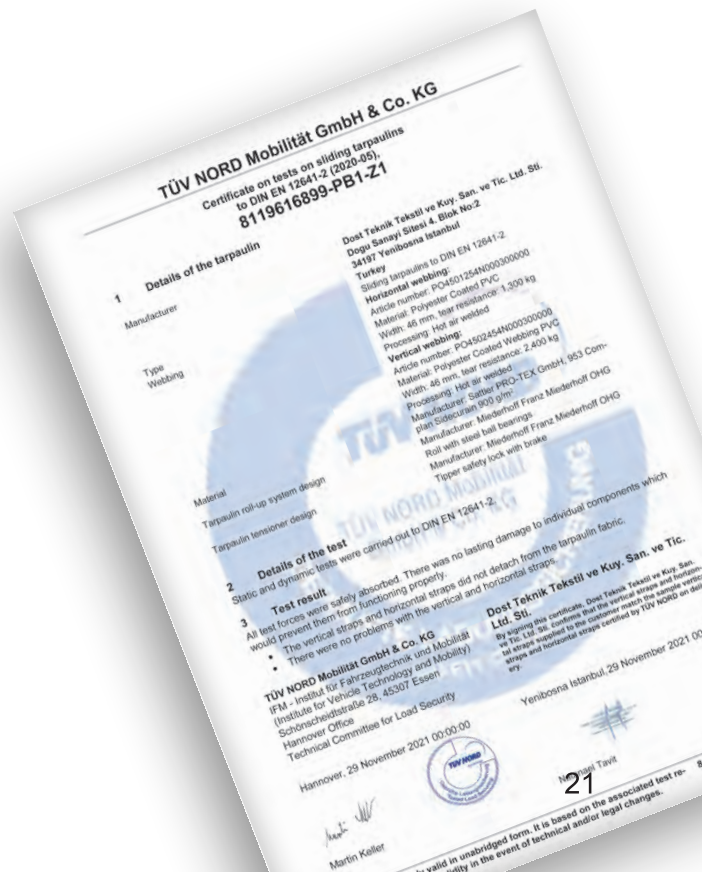 TÜV NORD Mobilität GmbH & Co. KG
Certificate on tests on sliding tarpaulins
to DIN EN 12641-2 (2020-05),
8119616899-PB1-Z1
1 Details of the tarpaulin
Manufacturer
Dost Teknik Tekstil ve Kuy. San. ve Tic. Ltd. Sti.
Dogu Sanayi Sitesi 4. Blok No:2
34197 Yenibosna Istanbul
Turkey
Type
Sliding tarpaulins to DIN EN 12641-2
Webbing
Horizontal webbing:
Article number: PO4501254N000300000
Material: Polyester Coated PVC
Width: 46 mm, tear resistance: 1,300 kg
Processing: Hot air welded
Vertical webbing:
Article number: PO4502454N000300000
Material: Polyester Coated Webbing PVC
Width: 46 mm, tear resistance: 2,400 kg
Processing: Hot air welded
Material
Manufacturer: Sattler PRO-TEX GmbH, 953 Com-
plan Sidecurain 900 g/m²
Tarpaulin roll-up system design
Manufacturer: Miederhoff Franz Miederhoff OHG
Roll with steel ball bearings
Tarpaulin tensioner design
Manufacturer: Miederhoff Franz Miederhoff OHG
Tipper safety lock with brake
2 Details of the test
Static and dynamic tests were carried out to DIN EN 12641-2.
3 Test result
All test forces were safely absorbed. There was no lasting damage to individual components which
would prevent them from functioning properly.
• The vertical straps and horizontal straps did not detach from the tarpaulin fabric.
• There were no problems with the vertical and horizontal straps.
TÜV NORD Mobilität GmbH & Co. KG
IFM - Institut für Fahrzeugtechnik und Mobilität
(Institute for Vehicle Technology and Mobility)
Schönscheidtstraße 28, 45307 Essen
Hannover Office
Technical Committee for Load Security
Dost Teknik Tekstil ve Kuy. San. ve Tic.
Ltd. Sti.
By signing this certificate, Dost Teknik Tekstil ve Kuy. San.
ve Tic. Ltd. Sti. confirms that the vertical straps and horizon-
tal straps supplied to the customer match the sample vertic
straps and horizontal straps certified by TÜV NORD on deli
ery.
Hannover, 29 November 2021 00:00:00
Yenibosna Istanbul, 29 November 2021 00
TÜV NORD
Martin Keller
Tavit
21
y valid in unabridged form. It is based on the associated test re-
lidity in the event of technical and/or legal changes.
8
TÜV NORD
TÜV NORD Mobilität